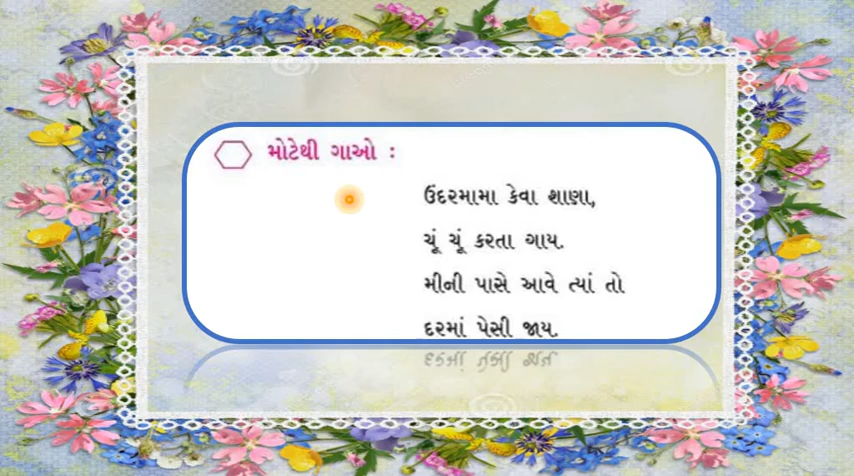 મોટેથી ગાઓ :
ઉંદરમામા કેવા શાણા,
ચૂં ચૂં કરતા ગાય.
મીની પાસે આવે ત્યાં તો
દરમાં પેસી જાય.